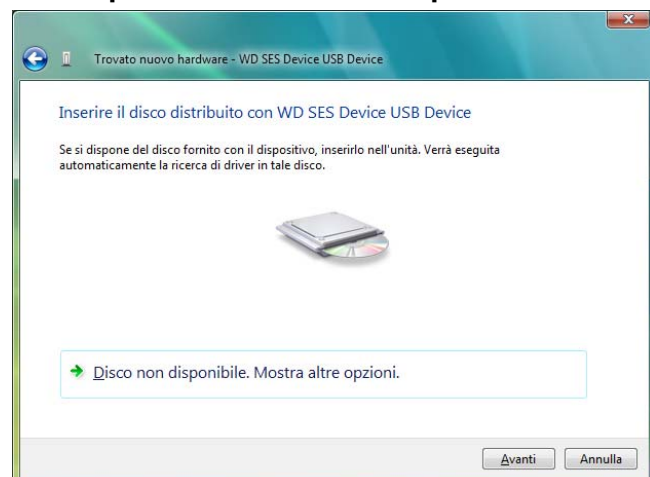 Trovato nuovo hardware - WD SES Device USB Device
Inserire il disco distribuito con WD SES Device USB Device
Se si dispone del disco fornito con il dispositivo, inserirlo nell'unità. Verrà eseguita
automaticamente la ricerca di driver in tale disco.
Disco non disponibile. Mostra altre opzioni.
Avanti Annulla